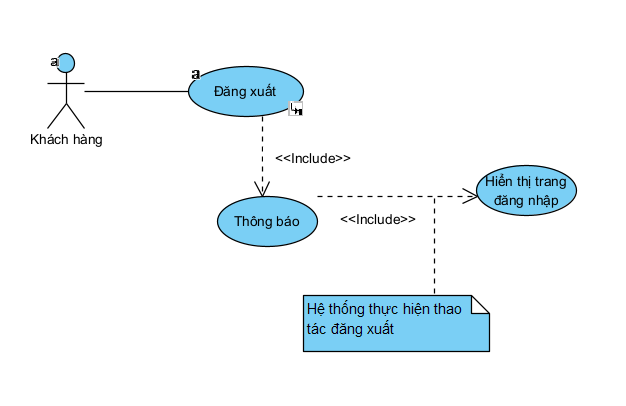 a
a
Đăng xuất
Khách hàng
<<Include>>
Hiển thị trang
đăng nhập
Thông báo
<<Include>>
Hệ thống thực hiện thao
tác đăng xuất